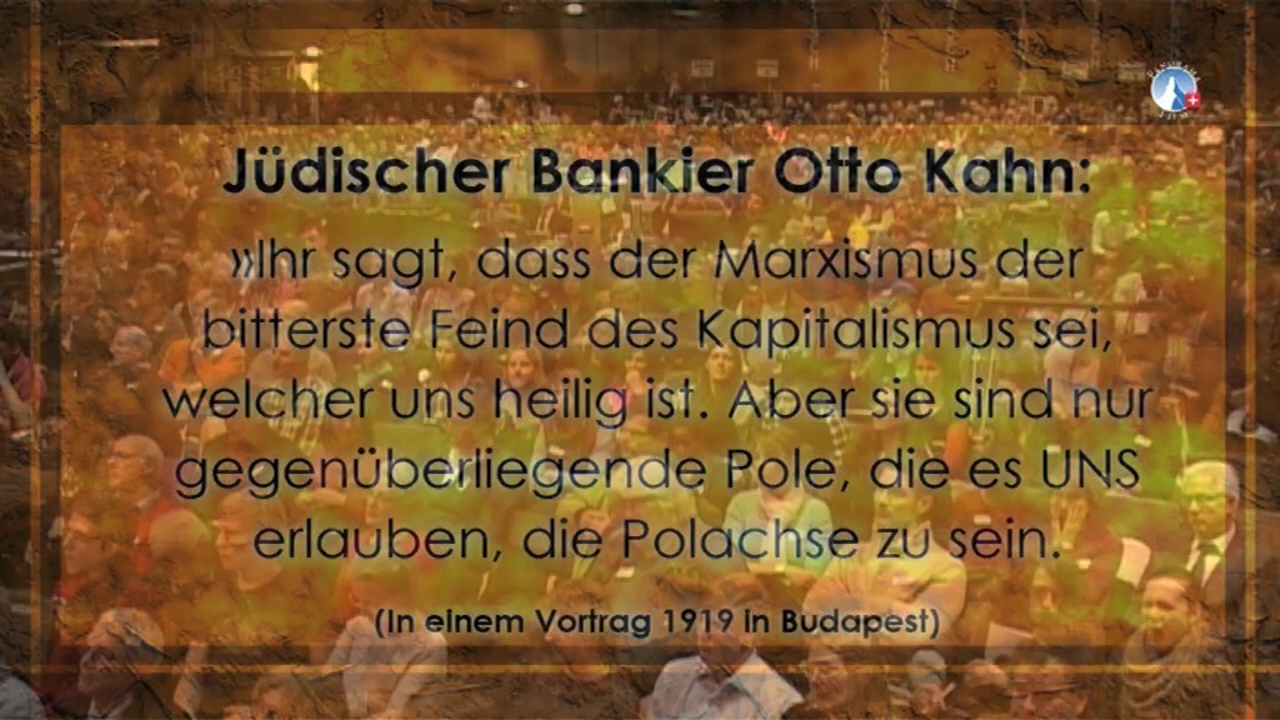 Jüdischer Bankier Otto Kahn:
»Ihr sagt, dass der Marxismus der
bitterste Feind des Kapitalismus sei,
welcher uns heilig ist. Aber sie sind nur
gegenüberliegende Pole, die es UNS
erlauben, die Polachse zu sein.
(In einem Vortrag 1919 in Budapest)